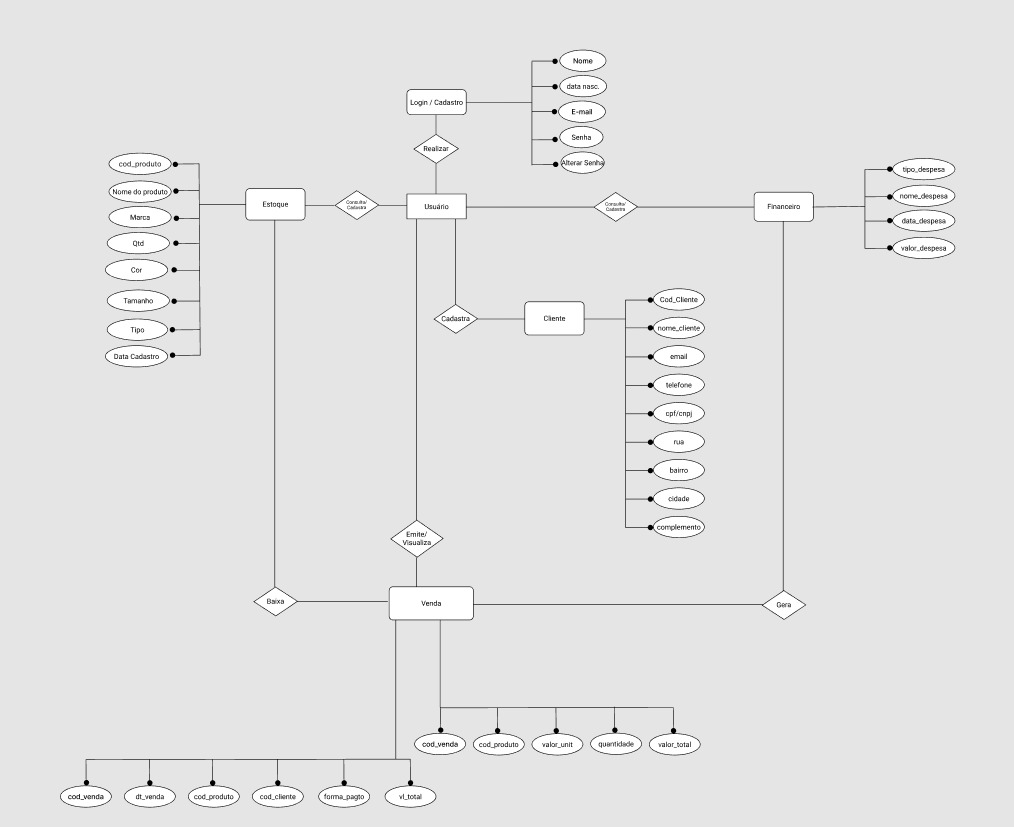 Nome
data nasc.
E-mail
Senha
Alterar Senha
Login / Cadastro
Realizar
cod_produto
Nome do produto
Marca
Qtd
Cor
Tamanho
Tipo
Data Cadastro
Estoque
Consulta/
Cadastra
Usuário
Consulta/
Cadastra
Financeiro
tipo_despesa
nome_despesa
data_despesa
valor_despesa
Cadastra
Cliente
Cod_Cliente
nome_cliente
email
telefone
cpf/cnpj
rua
bairro
cidade
complemento
Emite/
Visualiza
Baixa
Venda
Gera
cod_venda
cod_produto
valor_unit
quantidade
valor_total
cod_venda
dt_venda
cod_produto
cod_cliente
forma_pagto
vl_total